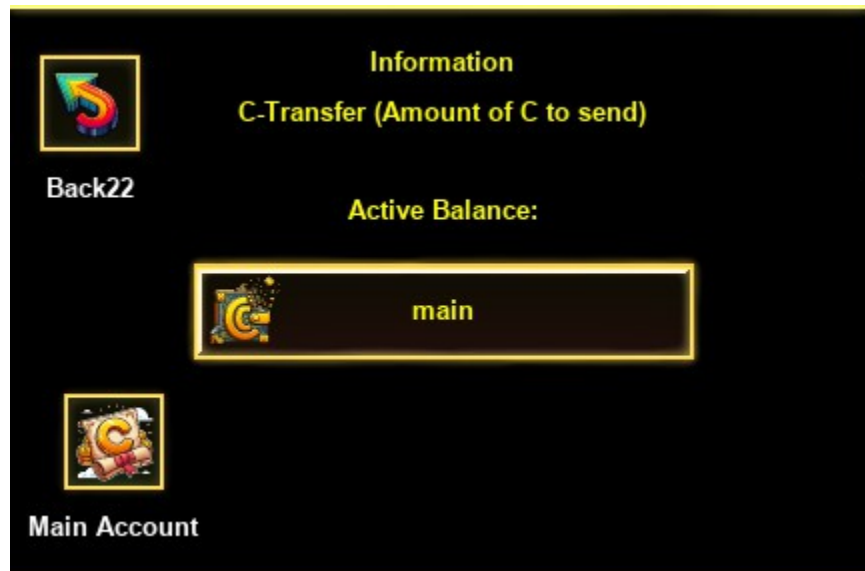 Information
C-Transfer (Amount of C to send)
Back22
Active Balance:
main
Main Account